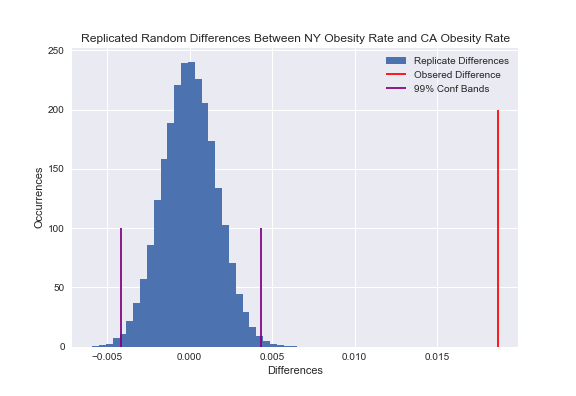 Replicated Random Differences Between NY Obesity Rate and CA Obesity Rate
250
200
150
100
50
0
Occurrences
Replicate Differences
Obsered Difference
99% Conf Bands
−0.005
0.000
0.005
0.010
0.015
Differences